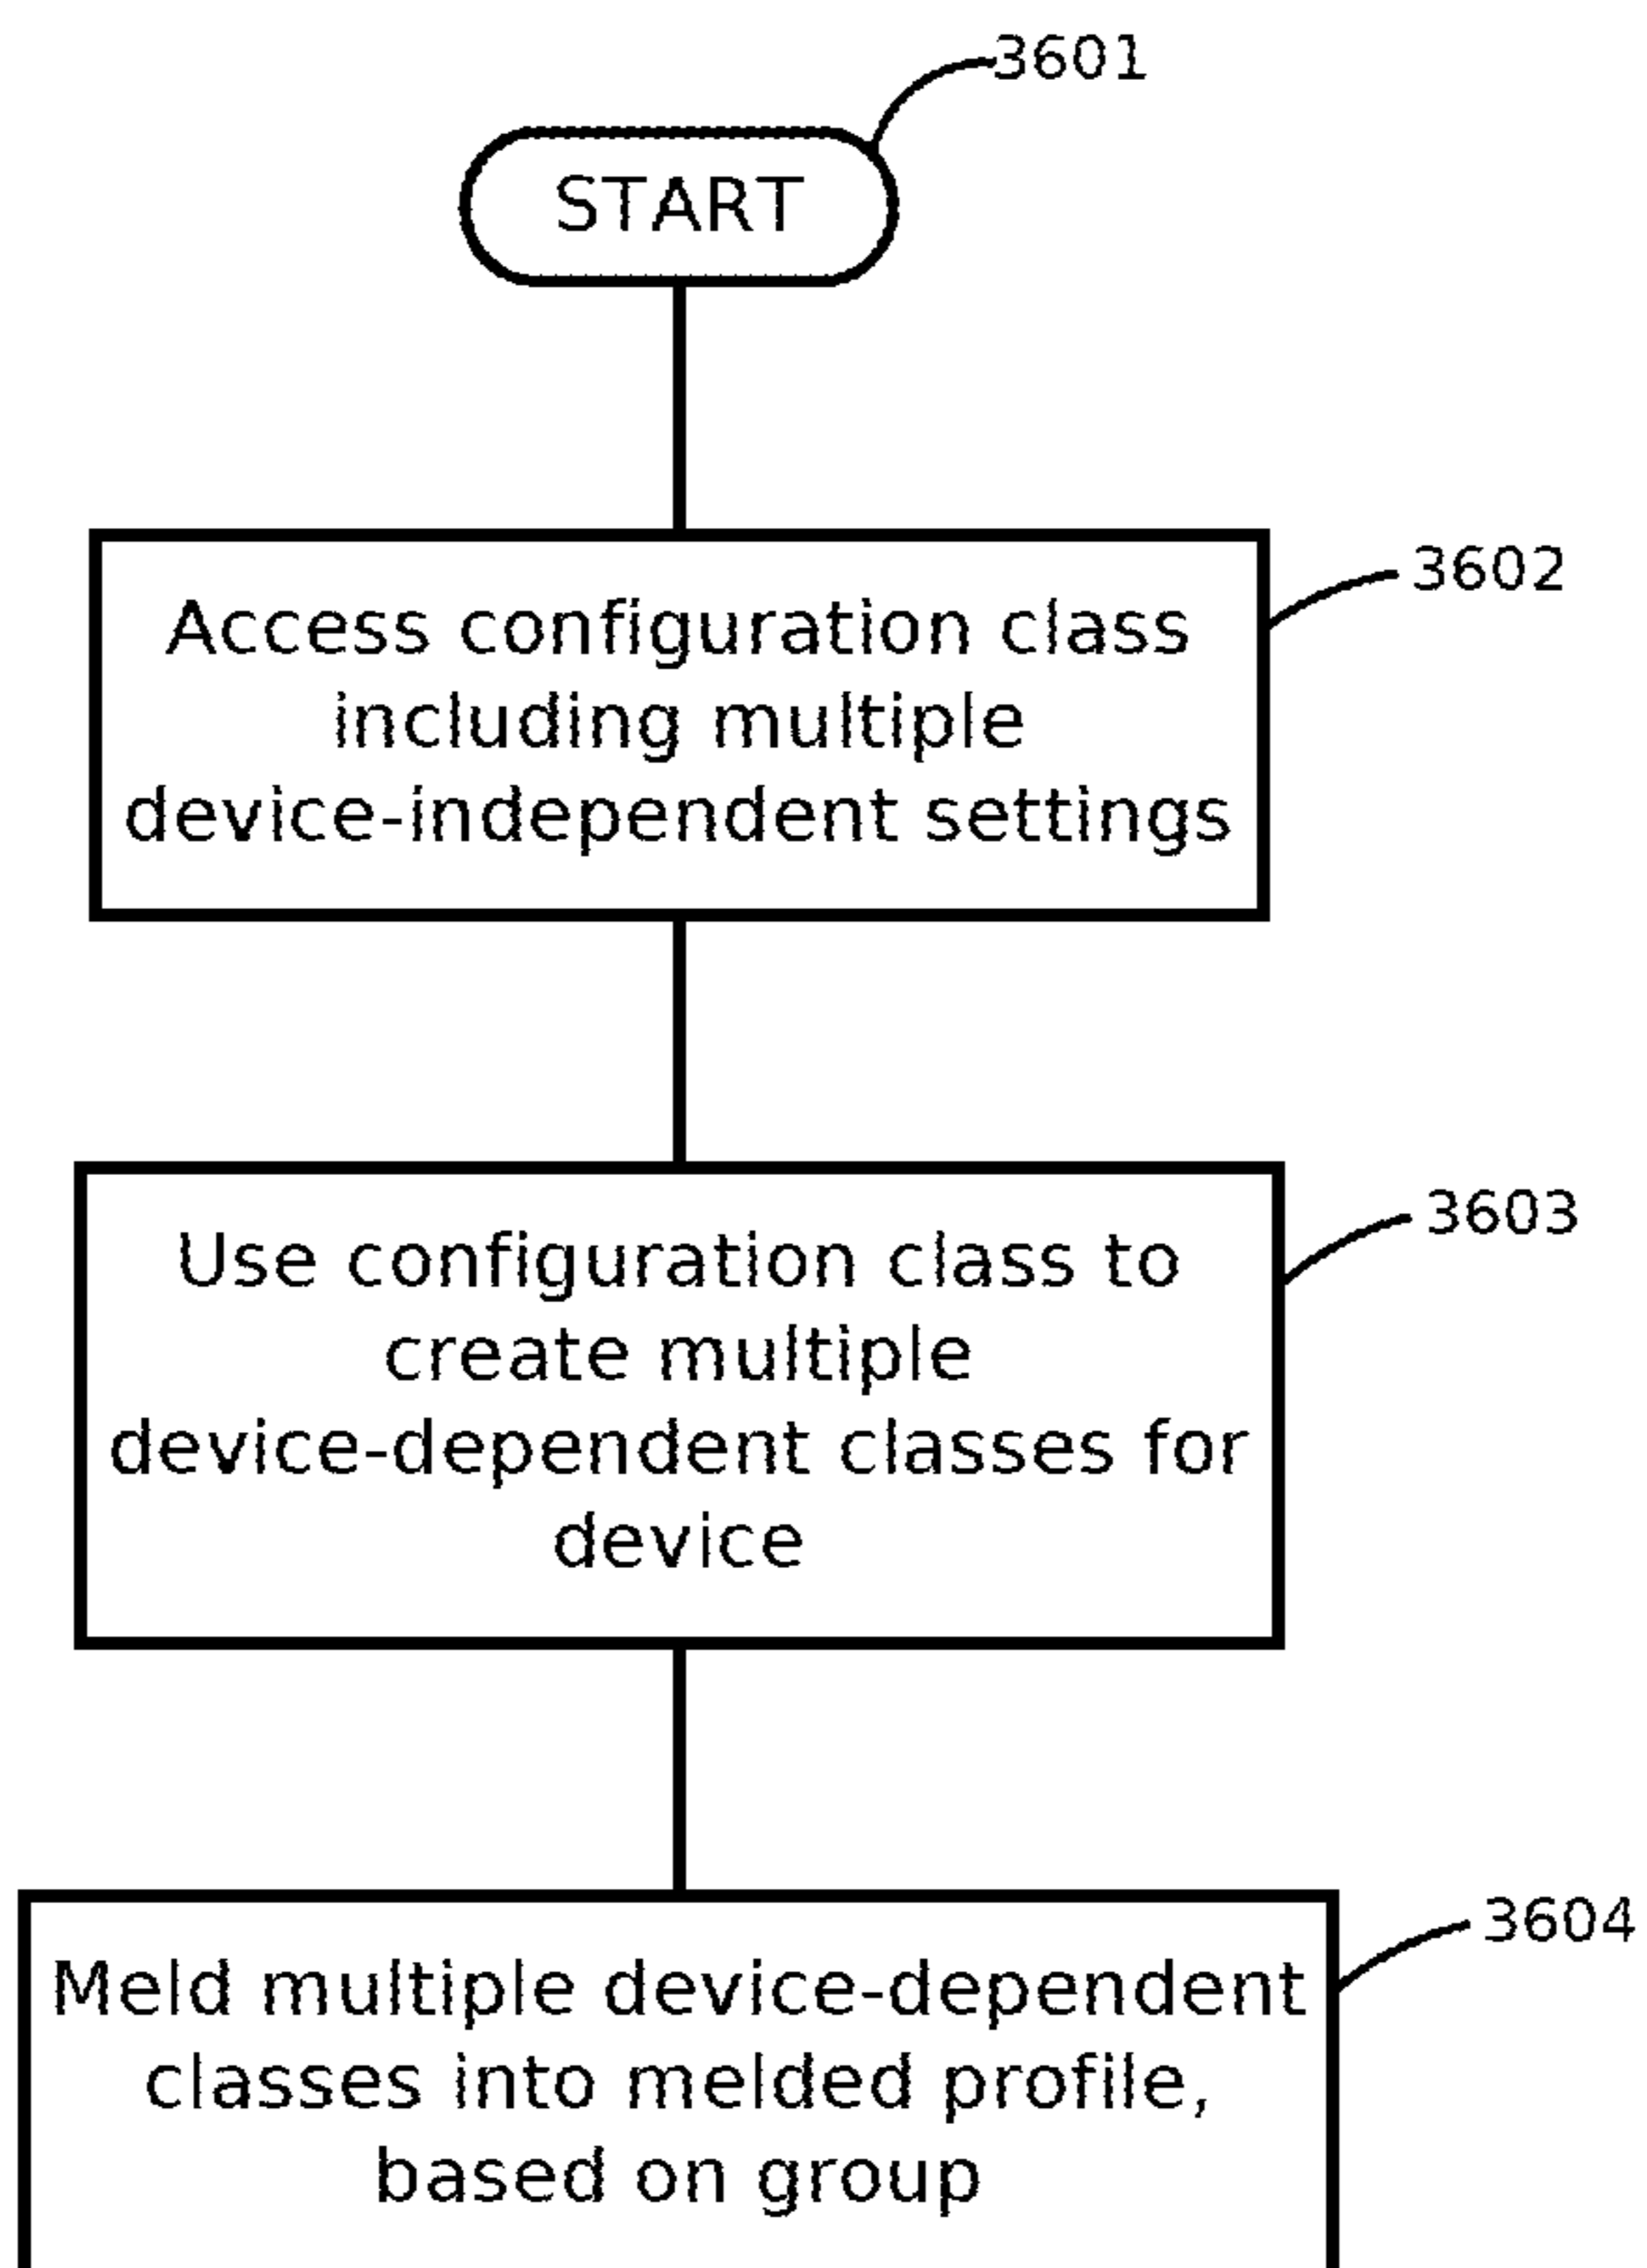 3601
START
3602
Access configuration class
including multiple
device-independent settings
3603
Use configuration class to
create multiple
device-dependent classes for
device
3604
Meld multiple device-dependent
classes into melded profile,
based on group